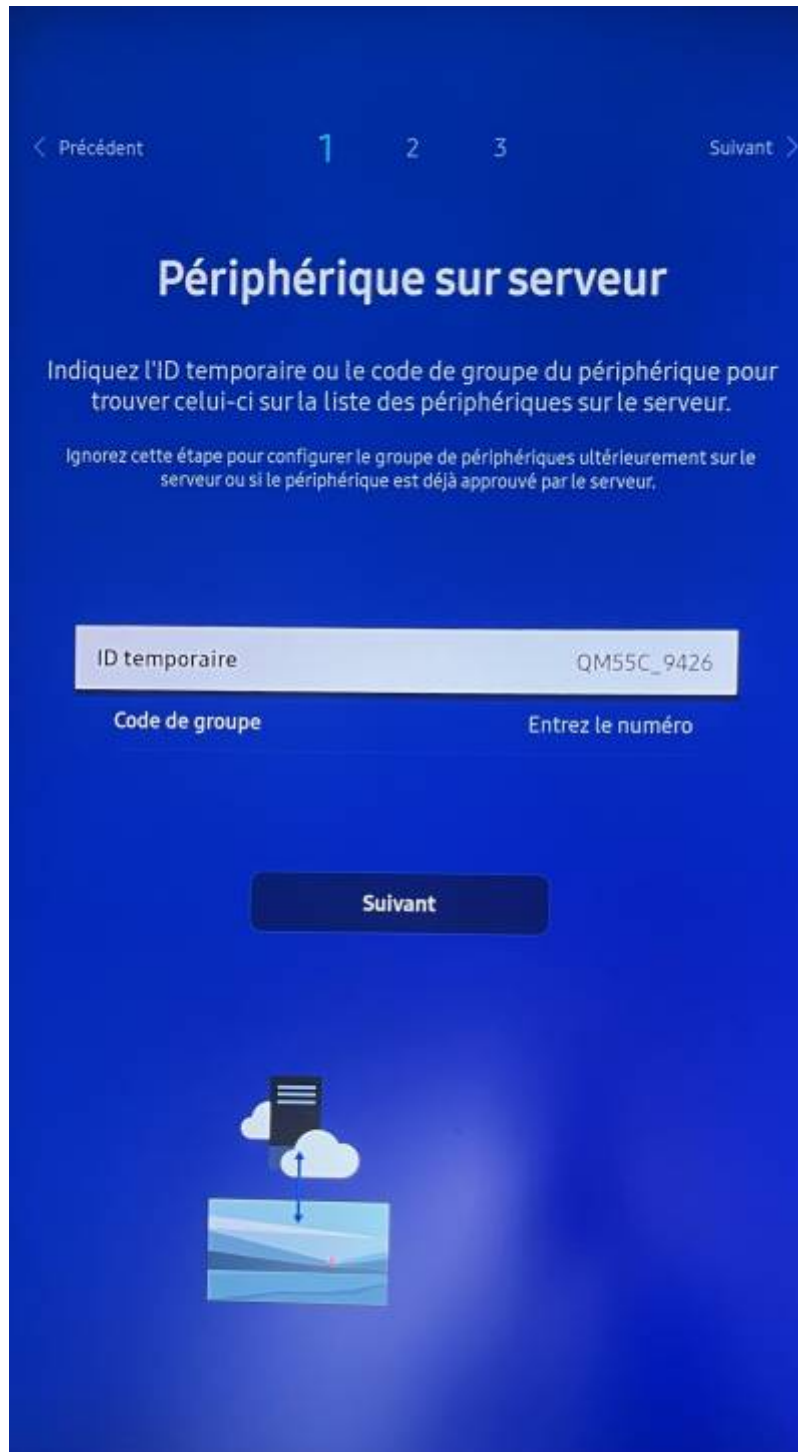 Précédent 1 2 3 Suivant
Périphérique sur serveur
Indiquez l'ID temporaire ou le code de groupe du périphérique pour
trouver celui-ci sur la liste des périphériques sur le serveur.
Ignorez cette étape pour configurer le groupe de périphériques ultérieurement sur le
serveur ou si le périphérique est déjà approuvé par le serveur.
ID temporaire QM55C_9426
Code de groupe Entrez le numéro
Suivant